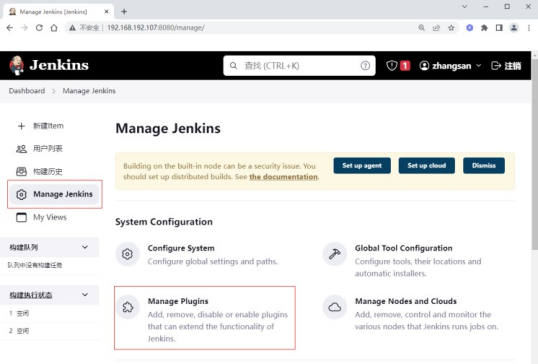 Manage Jenkins [Jenkins]
不安全 | 192.168.192.107:8080/manage/
Jenkins
查找 (CTRL+K)
1
zhangsan
注销
Dashboard > Manage Jenkins
新建Item
用户列表
构建历史
Manage Jenkins
My Views
构建队列
队列中没有构建任务
构建执行状态
1 空闲
2 空闲
Manage Jenkins
Building on the built-in node can be a security issue. You
should set up distributed builds. See the documentation.
Set up agent
Set up cloud
Dismiss
System Configuration
Configure System
Configure global settings and paths.
Global Tool Configuration
Configure tools, their locations and
automatic installers.
Manage Plugins
Add, remove, disable or enable plugins
that can extend the functionality of
Jenkins.
Manage Nodes and Clouds
Add, remove, control and monitor the
various nodes that Jenkins runs jobs on.